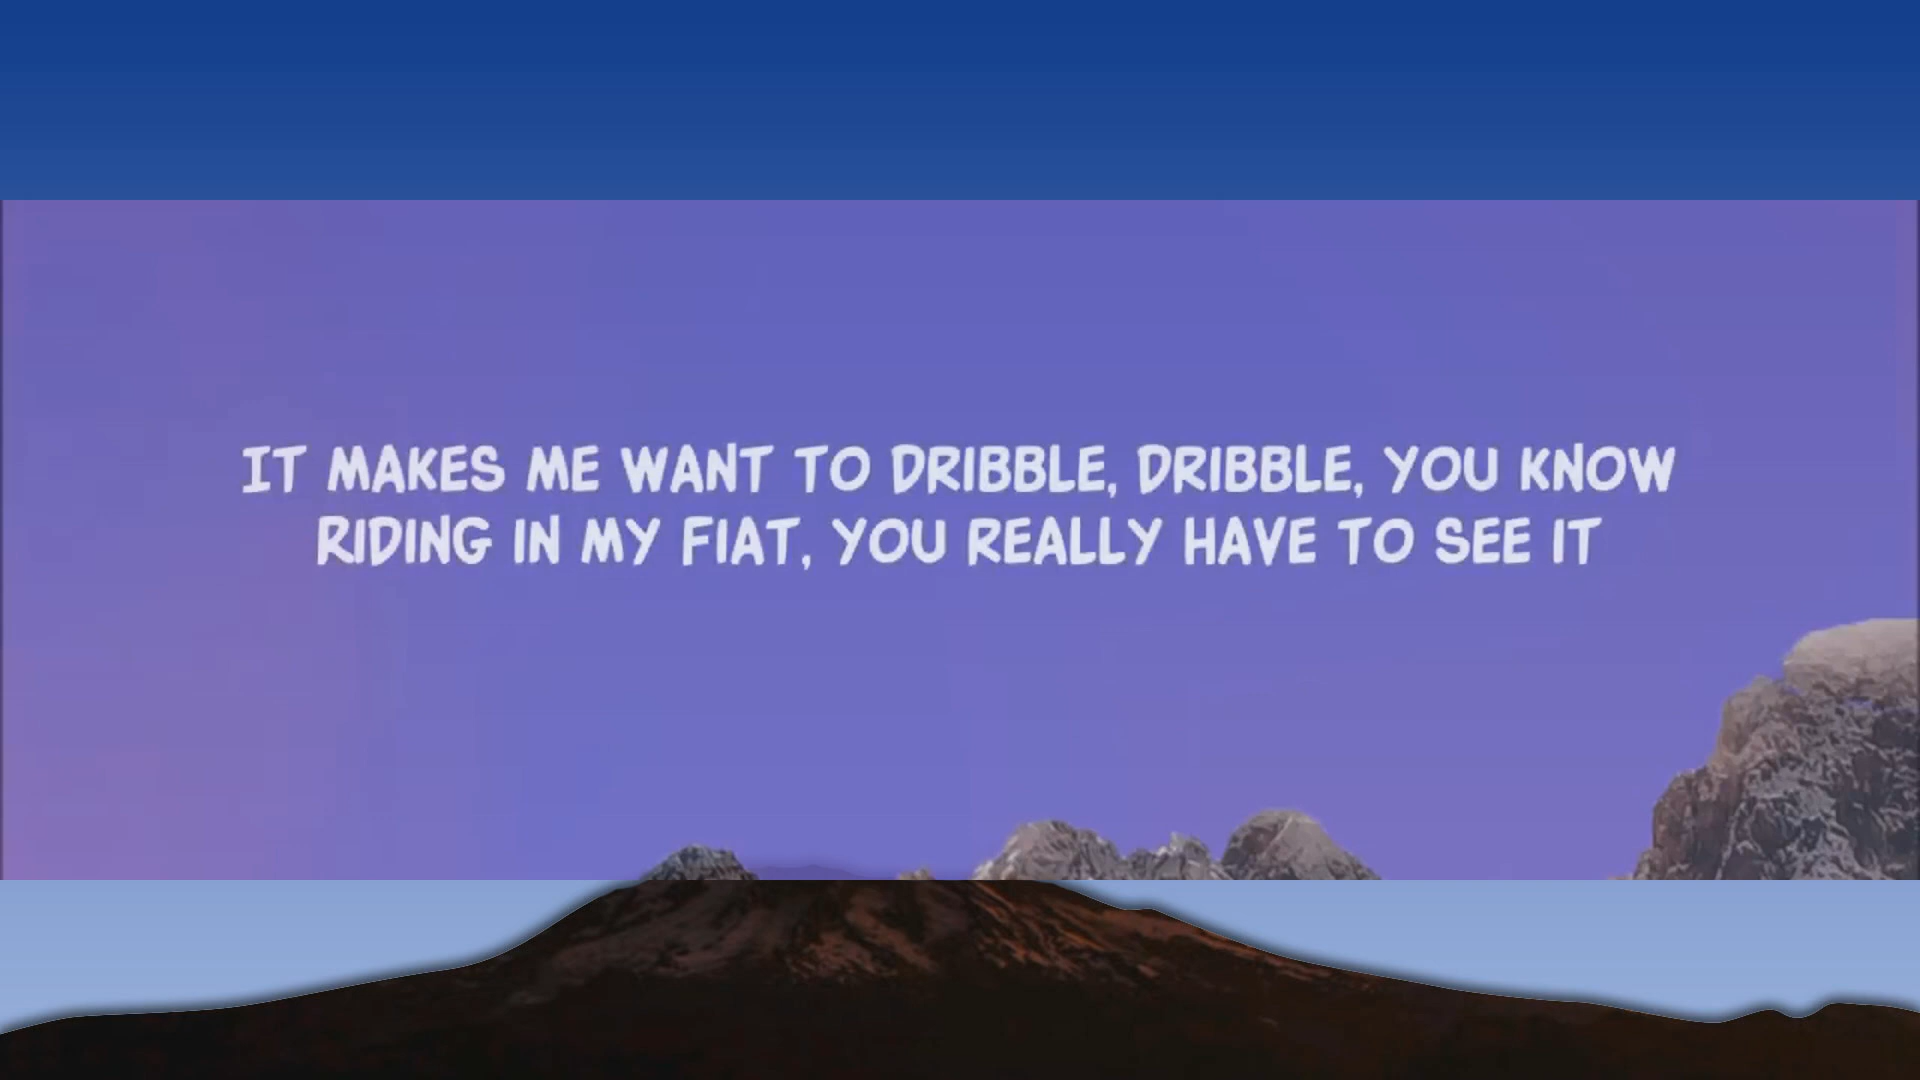 IT MAKES ME WANT TO DRIBBLE, DRIBBLE, YOU KNOW
RIDING IN MY FIAT, YOU REALLY HAVE TO SEE IT